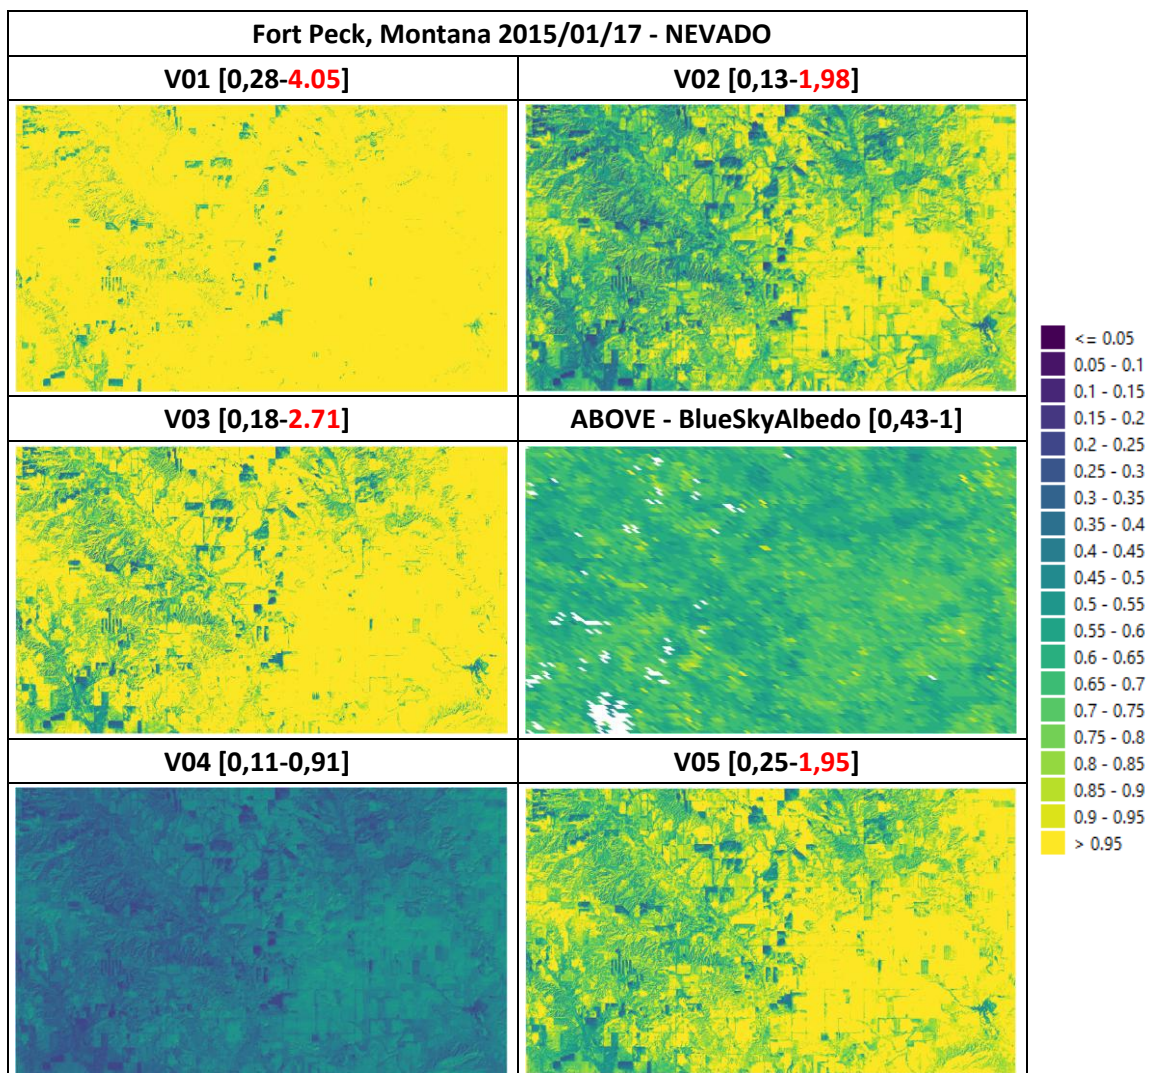 Fort Peck, Montana 2015/01/17 - NEVADO
V01 [0,28-4.05]
V02 [0,13-1,98]
V03 [0,18-2.71]
ABOVE - BlueSkyAlbedo [0,43-1]
V04 [0,11-0,91]
V05 [0,25-1,95]
<= 0.05
0.05 - 0.1
0.1 - 0.15
0.15 - 0.2
0.2 - 0.25
0.25 - 0.3
0.3 - 0.35
0.35 - 0.4
0.4 - 0.45
0.45 - 0.5
0.5 - 0.55
0.55 - 0.6
0.6 - 0.65
0.65 - 0.7
0.7 - 0.75
0.75 - 0.8
0.8 - 0.85
0.85 - 0.9
0.9 - 0.95
> 0.95